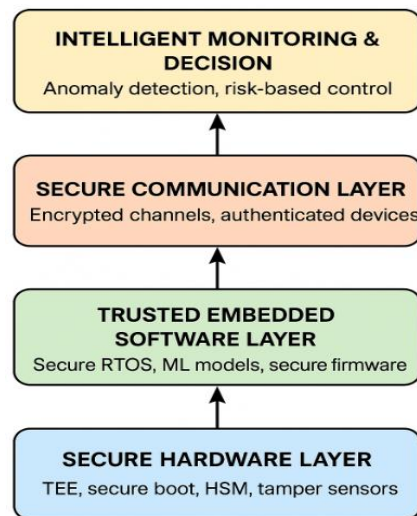 INTELLIGENT MONITORING &
DECISION
Anomaly detection, risk-based control
SECURE COMMUNICATION LAYER
Encrypted channels, authenticated devices
TRUSTED EMBEDDED
SOFTWARE LAYER
Secure RTOS, ML models, secure firmware
SECURE HARDWARE LAYER
TEE, secure boot, HSM, tamper sensors